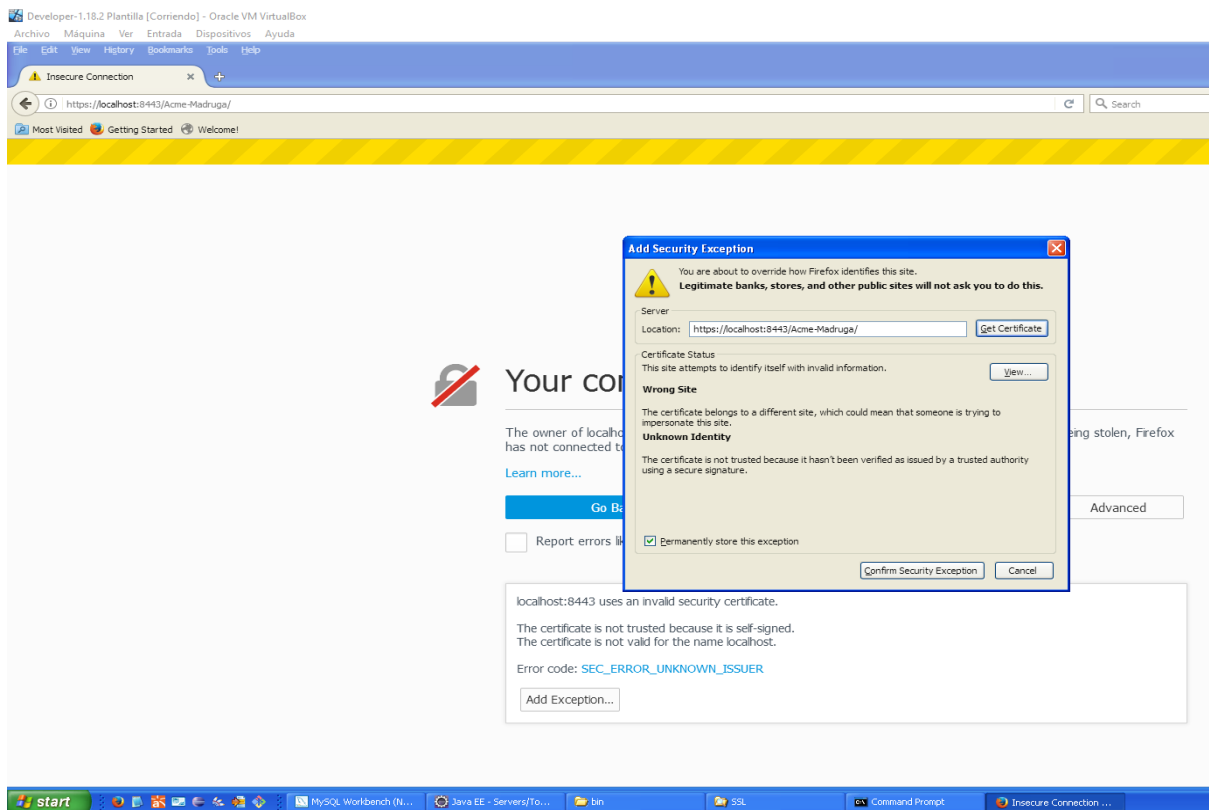 Developer-1.18.2 Plantilla [Corriendo] - Oracle VM VirtualBox
Archivo Máquina Ver Entrada Dispositivos Ayuda
File Edit View History Bookmarks Tools Help
Insecure Connection
https://localhost:8443/Acme-Madruga/
Search
Most Visited Getting Started Welcome!
Add Security Exception
You are about to override how Firefox identifies this site.
Legitimate banks, stores, and other public sites will not ask you to do this.
Server
Location: https://localhost:8443/Acme-Madruga/ Get Certificate
Certificate Status
This site attempts to identify itself with invalid information.
View...
Wrong Site
The certificate belongs to a different site, which could mean that someone is trying to
impersonate this site.
Unknown Identity
The certificate is not trusted because it hasn't been verified as issued by a trusted authority
using a secure signature.
Permanently store this exception
Confirm Security Exception Cancel
Your
The owner of
eing stolen, Firefox
has not connected
Learn more...
Go
Advanced
Report errors
localhost:8443 uses an invalid security certificate.
The certificate is not trusted because it is self-signed.
The certificate is not valid for the name localhost.
Error code: SEC_ERROR_UNKNOWN_ISSUER
Add Exception...
start
MySQL Workbench (N...
Java EE - Servers/To...
bin
SSL
Command Prompt
Insecure Connection ...